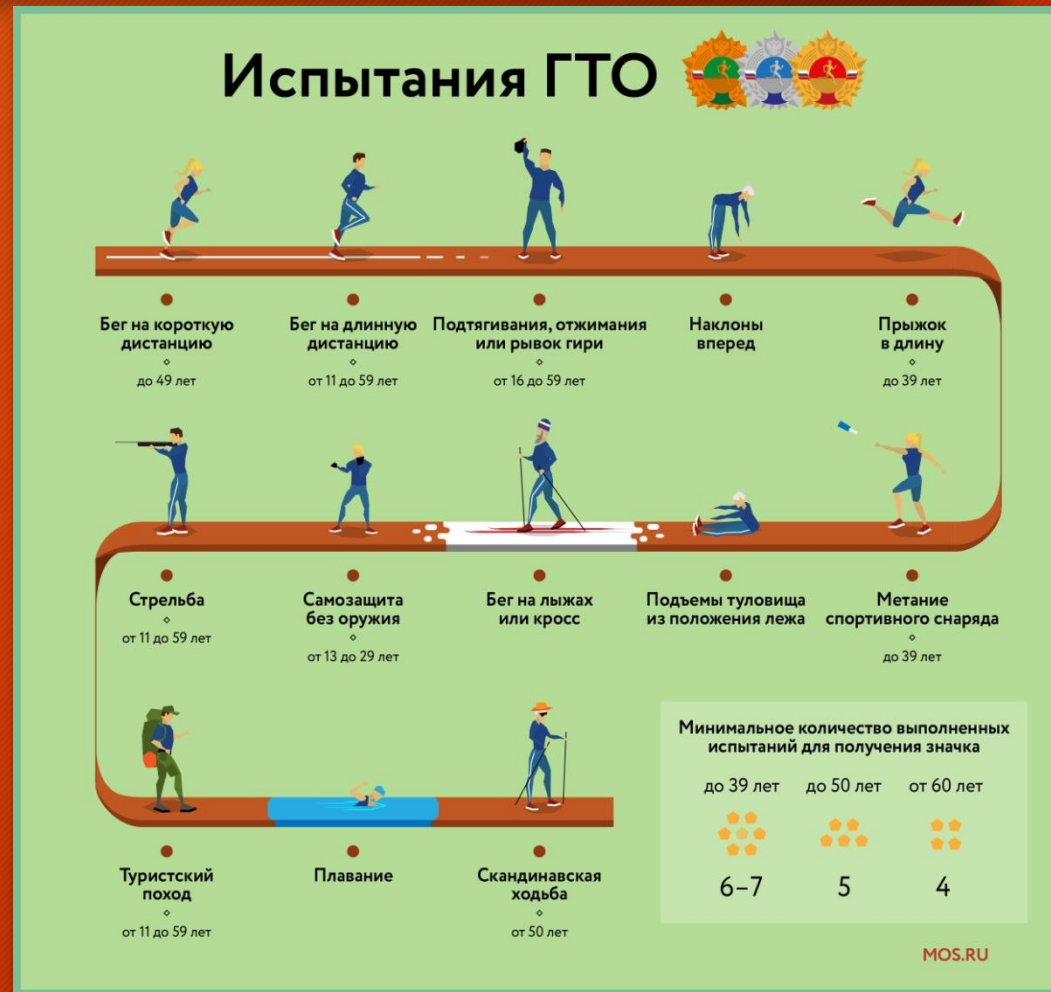 Испытания ГТО
Бег на короткую
дистанцию
до 49 лет
Бег на длинную
дистанцию
от 11 до 59 лет
Подтягивания, отжимания
или рывок гири
от 16 до 59 лет
Наклоны
вперед
Прыжок
в длину
до 39 лет
Стрельба
от 11 до 59 лет
Самозащита
без оружия
от 13 до 29 лет
Бег на лыжах
или кросс
Подъемы туловища
из положения лежа
Метание
спортивного снаряда
до 39 лет
Туристский
поход
от 11 до 59 лет
Плавание
Скандинавская
ходьба
от 50 лет
Минимальное количество выполненных
испытаний для получения значка
до 39 лет до 50 лет от 60 лет
6–7 5 4
MOS.RU